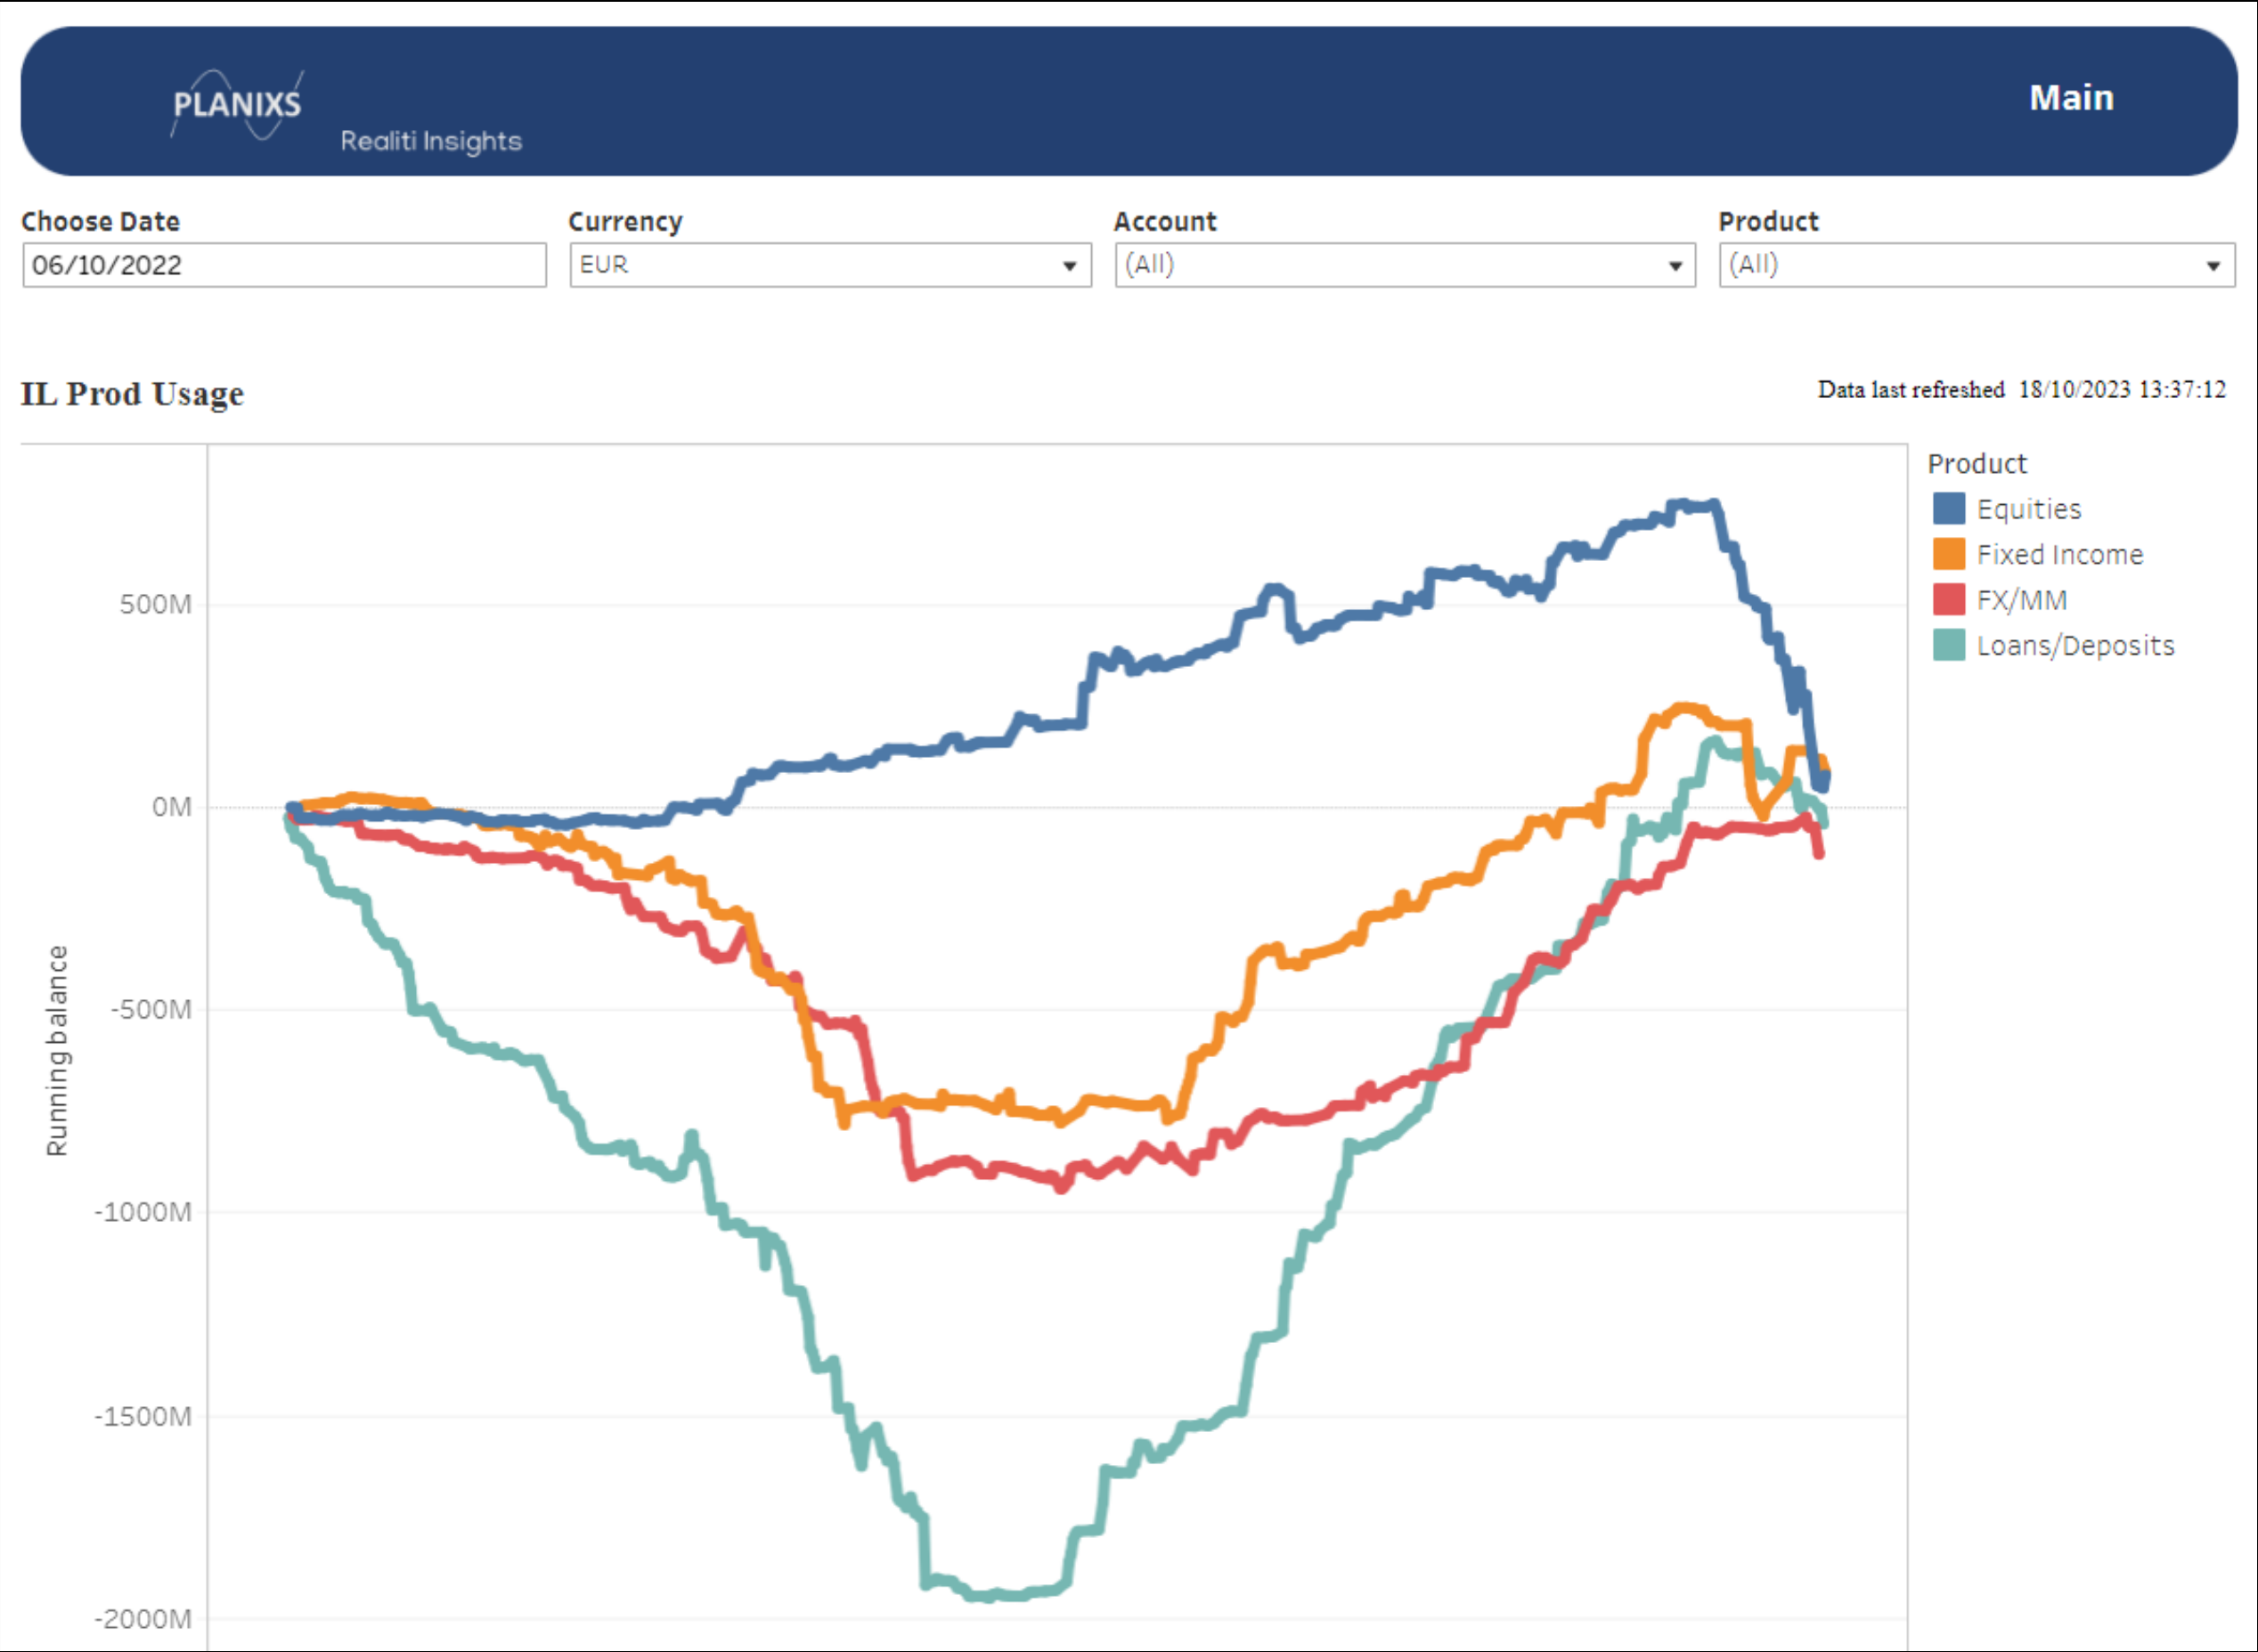 PLANIXS
Realiti Insights
Main
Choose Date
Currency
Account
Product
06/10/2022
EUR
(All)
(All)
IL Prod Usage
Data last refreshed 18/10/2023 13:37:12
Product
Equities
Fixed Income
FX/MM
Loans/Deposits
500M
0M
-500M
-1000M
-1500M
-2000M
Running balance